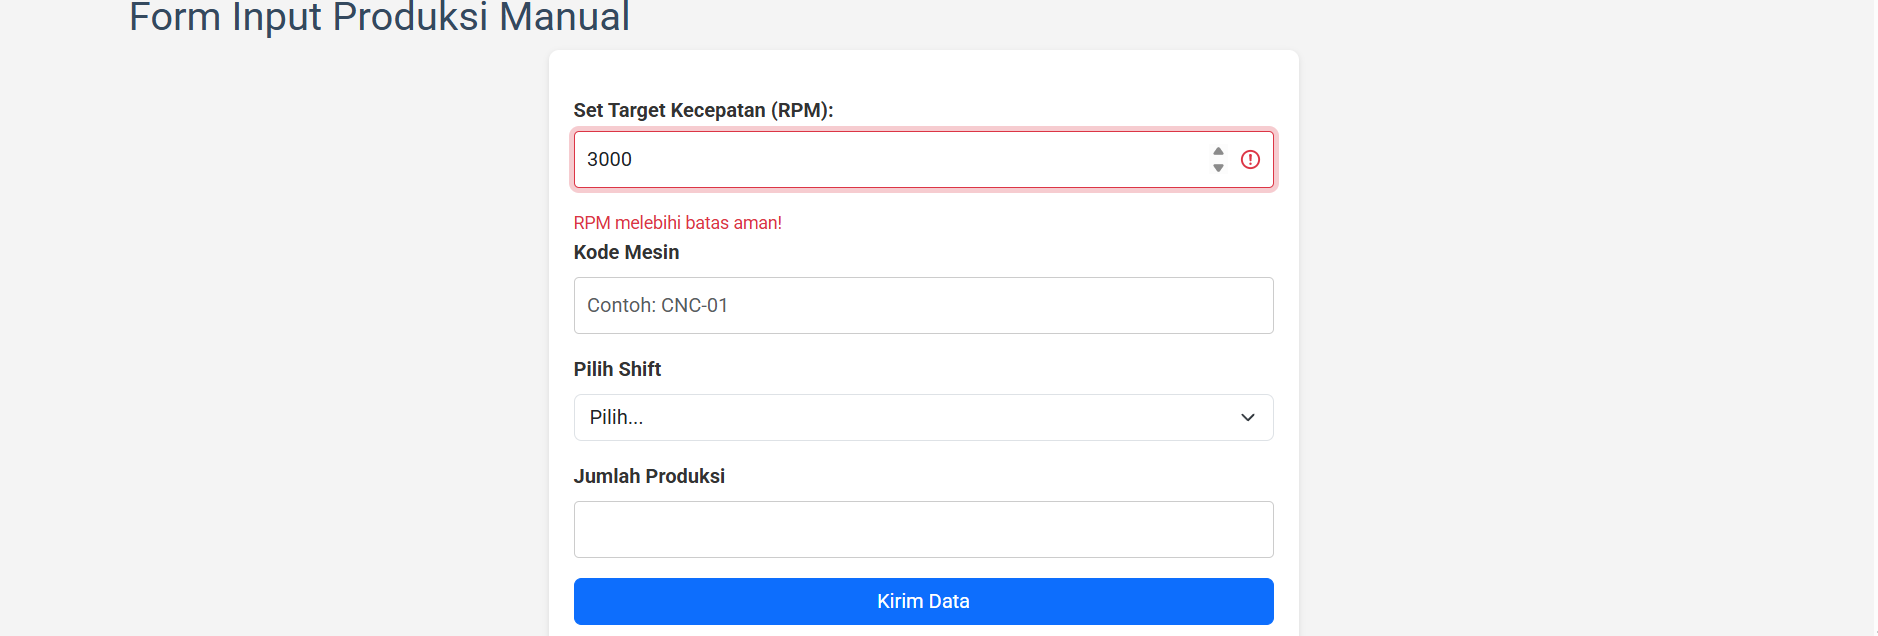 Form Input Produksi Manual
Set Target Kecepatan (RPM):
3000
RPM melebihi batas aman!
Kode Mesin
Contoh: CNC-01
Pilih Shift
Pilih...
Jumlah Produksi
Kirim Data